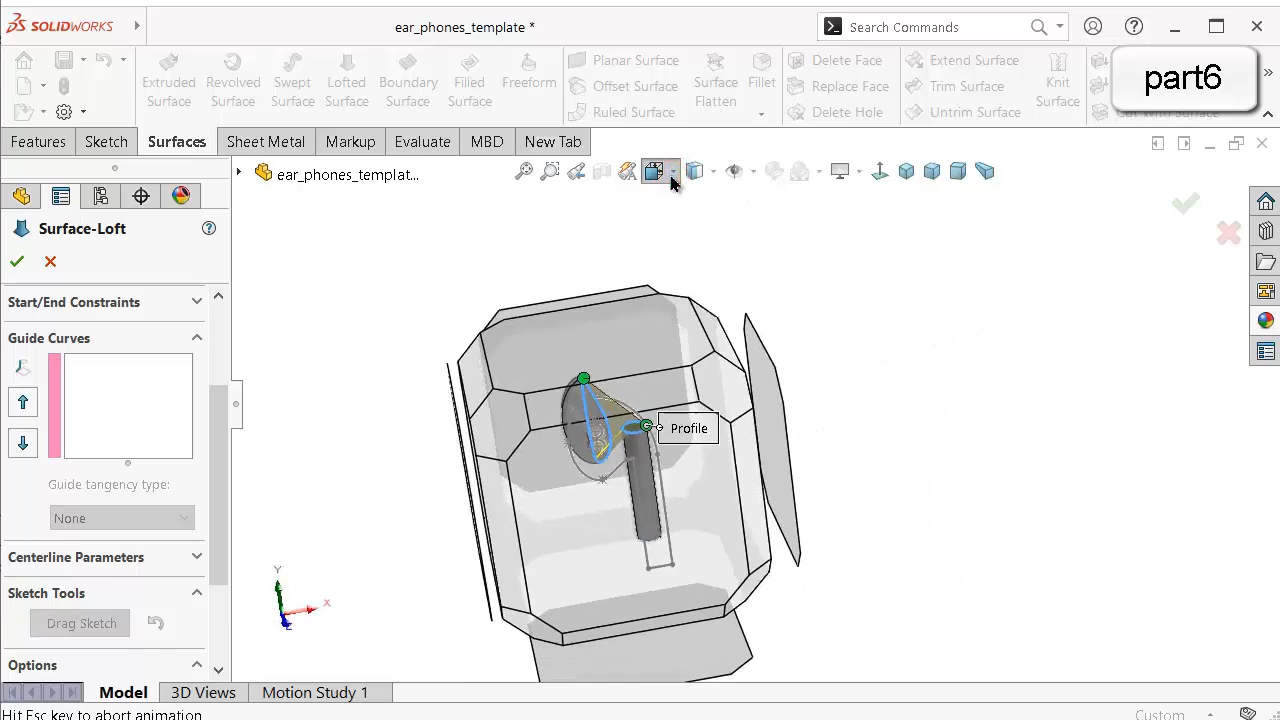 SOLIDWORKS
ear_phones_template *
Search Commands
part6
Extruded Surface
Revolved Surface
Swept Surface
Lofted Surface
Boundary Surface
Filled Surface
Freeform
Planar Surface
Offset Surface
Ruled Surface
Surface Flatten
Fillet
Delete Face
Replace Face
Delete Hole
Extend Surface
Trim Surface
Untrim Surface
Knit Surface
Features
Sketch
Surfaces
Sheet Metal
Markup
Evaluate
MBD
New Tab
ear_phones_templat...
Surface-Loft
Start/End Constraints
Guide Curves
Guide tangency type:
None
Centerline Parameters
Sketch Tools
Drag Sketch
Options
Profile
Y
X
Z
Model
3D Views
Motion Study 1
Hit Esc key to abort animation
Custom